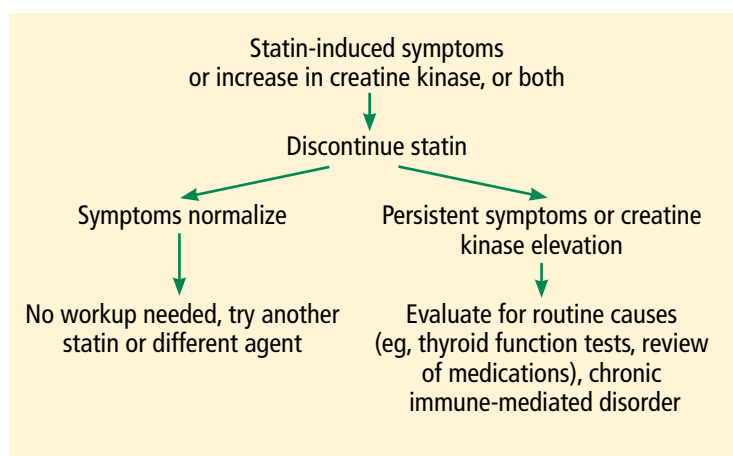 Statin-induced symptoms
or increase in creatine kinase, or both
Discontinue statin
Symptoms normalize
No workup needed, try another
statin or different agent
Persistent symptoms or creatine
kinase elevation
Evaluate for routine causes
(eg, thyroid function tests, review
of medications), chronic
immune-mediated disorder